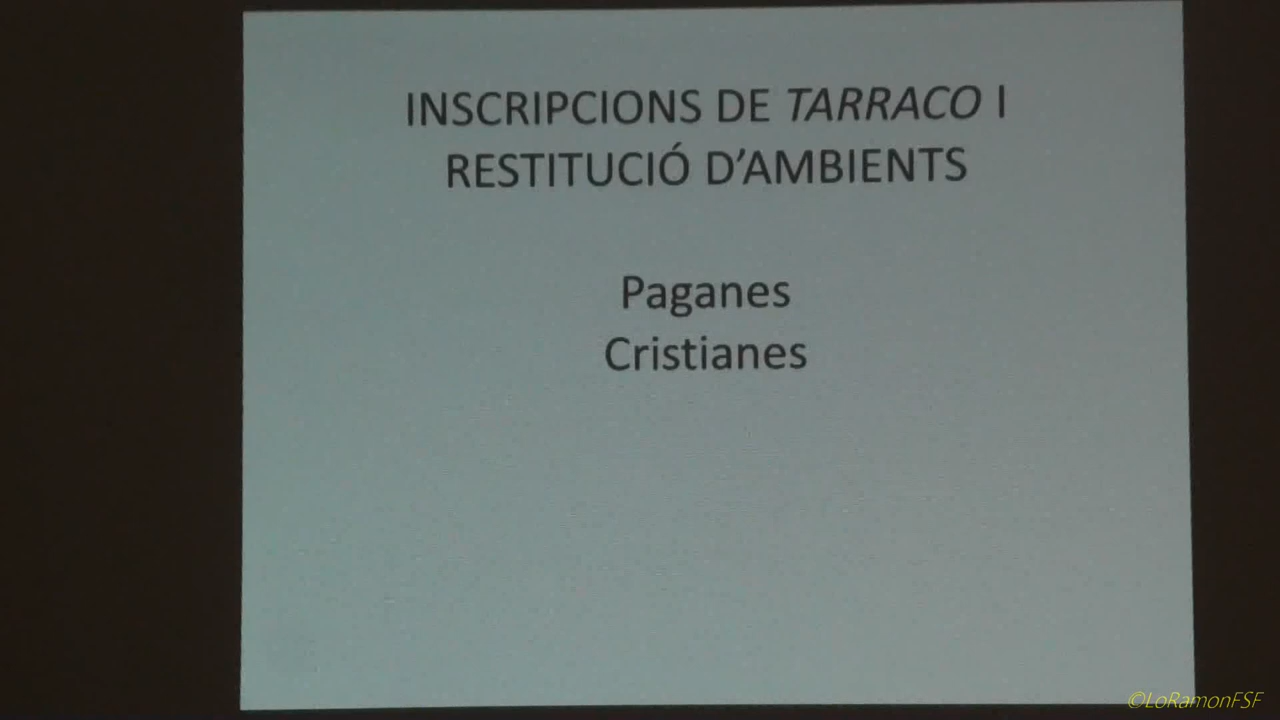 INSCRIPCIONS DE TARRACO I
RESTITUCIÓ D'AMBIENTS
Paganes
Cristianes
©LoRamonFSF